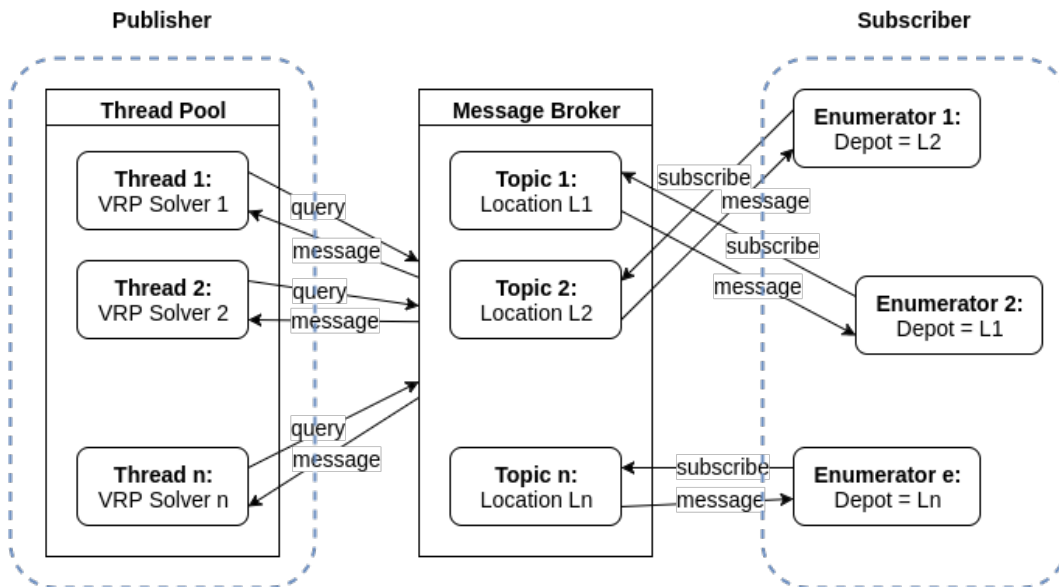 Publisher
Subscriber
Thread Pool
Message Broker
Thread 1:
VRP Solver 1
query
message
Topic 1:
Location L1
subscribe
message
Enumerator 1:
Depot = L2
Thread 2:
VRP Solver 2
query
message
Topic 2:
Location L2
subscribe
message
Enumerator 2:
Depot = L1
Thread n:
VRP Solver n
query
message
Topic n:
Location Ln
subscribe
message
Enumerator e:
Depot = Ln